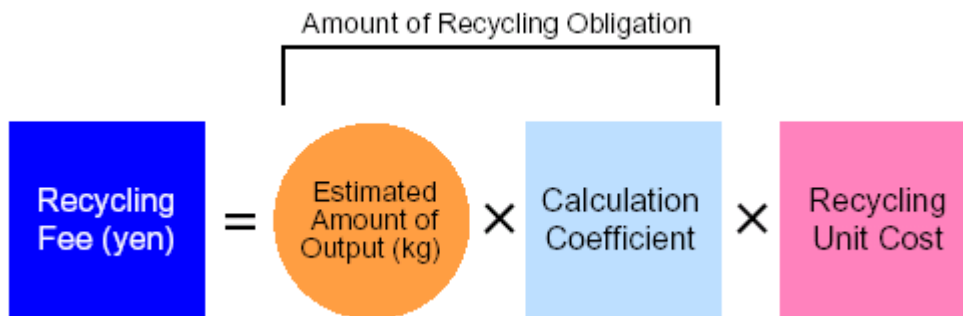 Amount of Recycling Obligation
Recycling
Fee (yen)
=
Estimated
Amount of
Output (kg)
×
Calculation
Coefficient
×
Recycling
Unit Cost